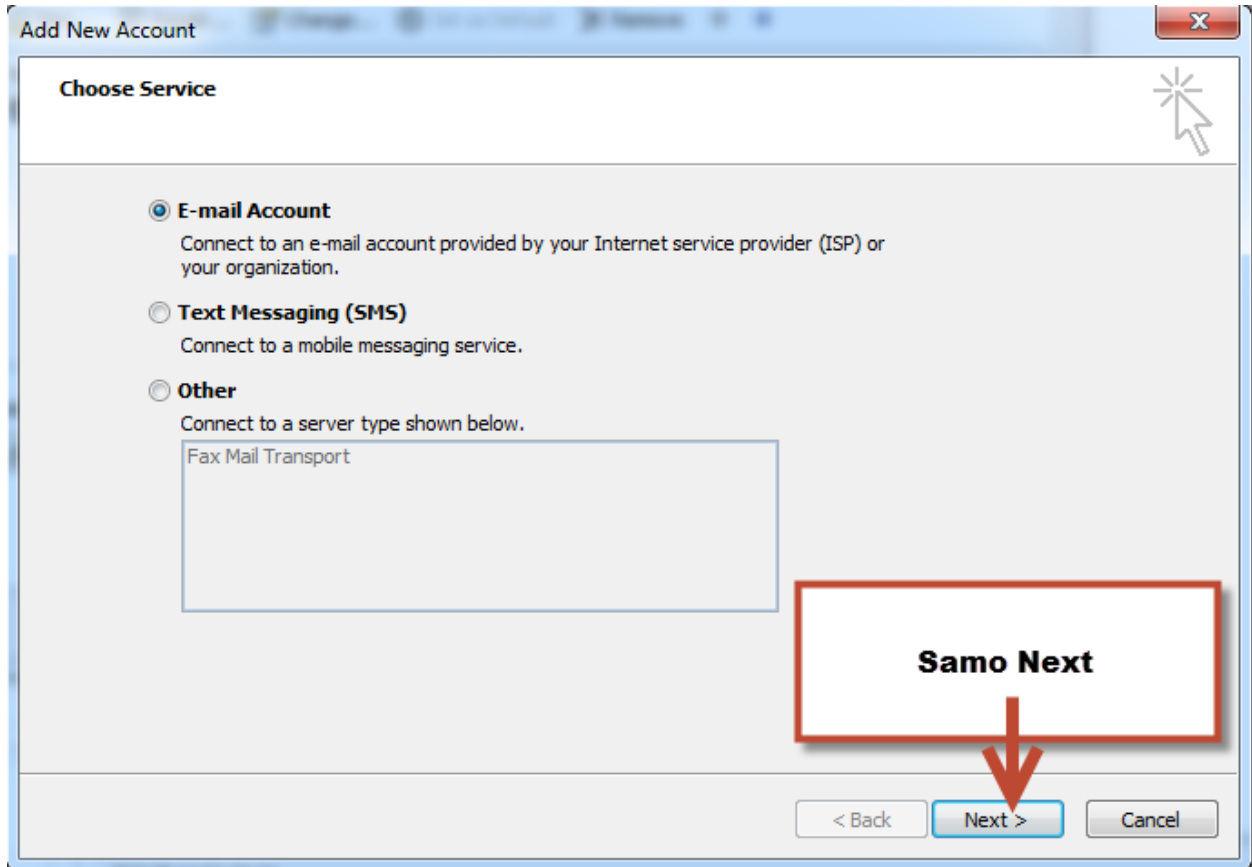 Add New Account
Choose Service
E-mail Account
Connect to an e-mail account provided by your Internet service provider (ISP) or
your organization.
Text Messaging (SMS)
Connect to a mobile messaging service.
Other
Connect to a server type shown below.
Fax Mail Transport
Samo Next
< Back
Next >
Cancel